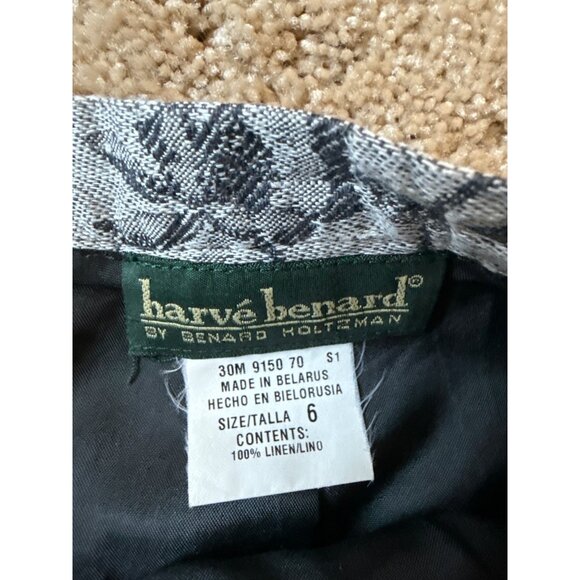 harvé benard®
BY BENARD HOLTZMAN
30M 9150 70 S1
MADE IN BELARUS
HECHO EN BIELORUSIA
SIZE/TALLA 6
CONTENTS:
100% LINEN/LINO